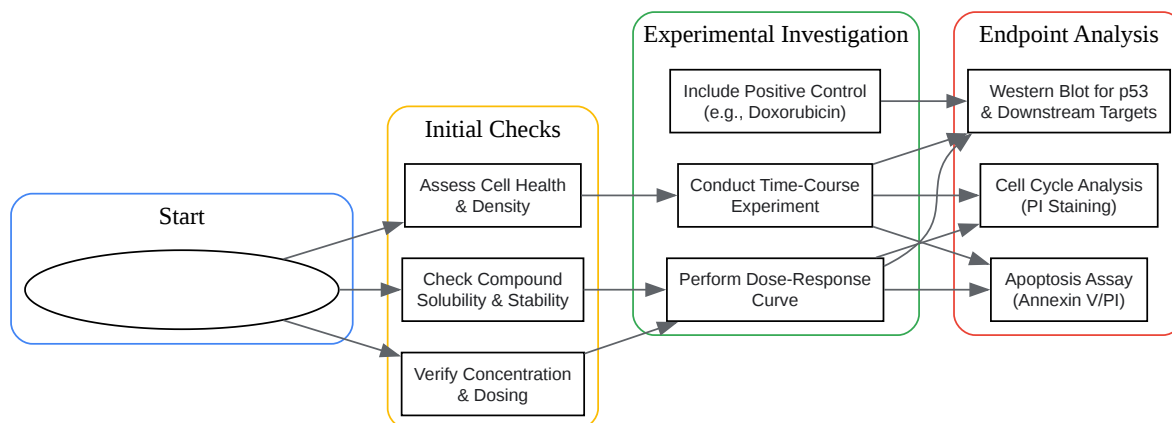 Start
Initial Checks
Assess Cell Health
& Density
Check Compound
Solubility & Stability
Verify Concentration
& Dosing
Experimental Investigation
Include Positive Control
(e.g., Doxorubicin)
Conduct Time-Course
Experiment
Perform Dose-Response
Curve
Endpoint Analysis
Western Blot for p53
& Downstream Targets
Cell Cycle Analysis
(PI Staining)
Apoptosis Assay
(Annexin V/PI)